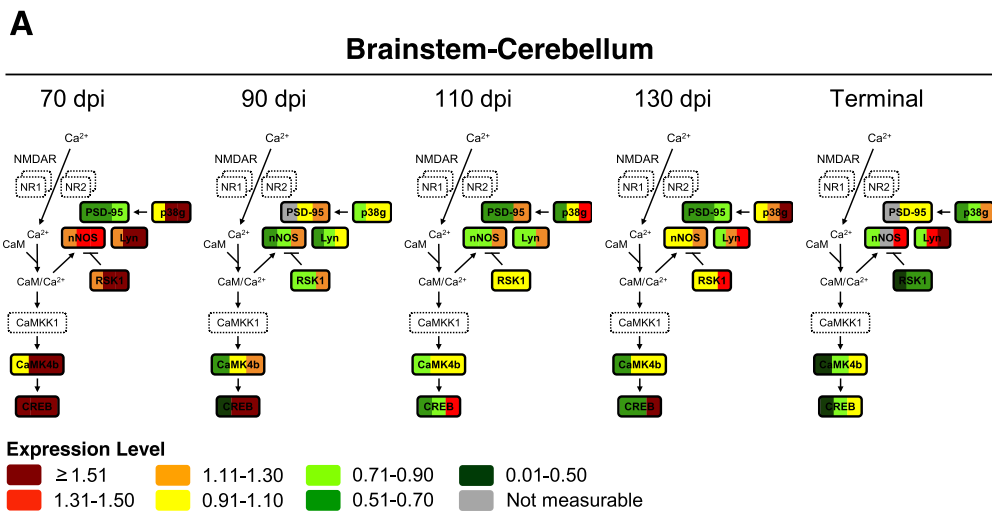 A
Brainstem-Cerebellum
70 dpi 90 dpi 110 dpi 130 dpi Terminal
Ca²⁺ Ca²⁺ Ca²⁺ Ca²⁺ Ca²⁺
NMDAR NMDAR NMDAR NMDAR NMDAR
NR1 NR2 NR1 NR2 NR1 NR2 NR1 NR2 NR1 NR2
PSD-95 p38g PSD-95 p38g PSD-95 p38g PSD-95 p38g PSD-95 p38g
Ca²⁺ nNOS Lyn Ca²⁺ nNOS Lyn Ca²⁺ nNOS Lyn Ca²⁺ nNOS Lyn Ca²⁺ nNOS Lyn
CaM CaM CaM CaM CaM
CaM/Ca²⁺ RSK1 CaM/Ca²⁺ RSK1 CaM/Ca²⁺ RSK1 CaM/Ca²⁺ RSK1 CaM/Ca²⁺ RSK1
CaMKK1 CaMKK1 CaMKK1 CaMKK1 CaMKK1
CaMK4b CaMK4b CaMK4b CaMK4b CaMK4b
CREB CREB CREB CREB CREB
Expression Level
≥1.51 1.11-1.30 0.71-0.90 0.01-0.50
1.31-1.50 0.91-1.10 0.51-0.70 Not measurable